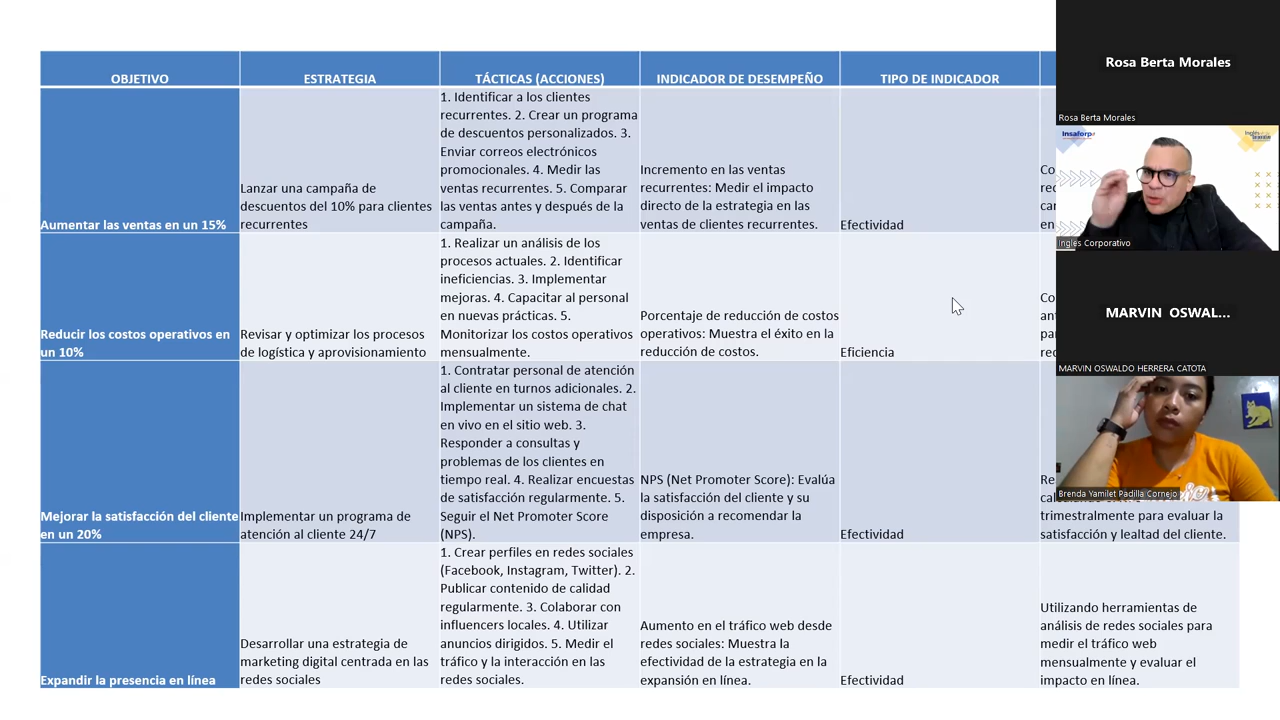 OBJETIVO
ESTRATEGIA
TÁCTICAS (ACCIONES)
INDICADOR DE DESEMPEÑO
TIPO DE INDICADOR
Aumentar las ventas en un 15%
Lanzar una campaña de
descuentos del 10% para clientes
recurrentes
1. Identificar a los clientes
recurrentes. 2. Crear un programa
de descuentos personalizados. 3.
Enviar correos electrónicos
promocionales. 4. Medir las
ventas recurrentes. 5. Comparar
las ventas antes y después de la
campaña.
Incremento en las ventas
recurrentes: Medir el impacto
directo de la estrategia en las
ventas de clientes recurrentes.
Efectividad
Reducir los costos operativos en
un 10%
Revisar y optimizar los procesos
de logística y aprovisionamiento
1. Realizar un análisis de los
procesos actuales. 2. Identificar
ineficiencias. 3. Implementar
mejoras. 4. Capacitar al personal
en nuevas prácticas. 5.
Monitorizar los costos operativos
mensualmente.
Porcentaje de reducción de costos
operativos: Muestra el éxito en la
reducción de costos.
Eficiencia
Mejorar la satisfacción del cliente
en un 20%
Implementar un programa de
atención al cliente 24/7
1. Contratar personal de atención
al cliente en turnos adicionales. 2.
Implementar un sistema de chat
en vivo en el sitio web. 3.
Responder a consultas y
problemas de los clientes en
tiempo real. 4. Realizar encuestas
de satisfacción regularmente. 5.
Seguir el Net Promoter Score
(NPS).
NPS (Net Promoter Score): Evalúa
la satisfacción del cliente y su
disposición a recomendar la
empresa.
Efectividad
trimestralmente para evaluar la
satisfacción y lealtad del cliente.
Expandir la presencia en línea
Desarrollar una estrategia de
marketing digital centrada en las
redes sociales
1. Crear perfiles en redes sociales
(Facebook, Instagram, Twitter). 2.
Publicar contenido de calidad
regularmente. 3. Colaborar con
influencers locales. 4. Utilizar
anuncios dirigidos. 5. Medir el
tráfico y la interacción en las
redes sociales.
Aumento en el tráfico web desde
redes sociales: Muestra la
efectividad de la estrategia en la
expansión en línea.
Efectividad
Utilizando herramientas de
análisis de redes sociales para
medir el tráfico web
mensualmente y evaluar el
impacto en línea.
Rosa Berta Morales
Rosa Berta Morales
Insaforp
Inglés Corporativo
MARVIN OSWAL...
MARVIN OSWALDO HERRERA CATOTA
Brenda Yamilet Padilla Cornejo